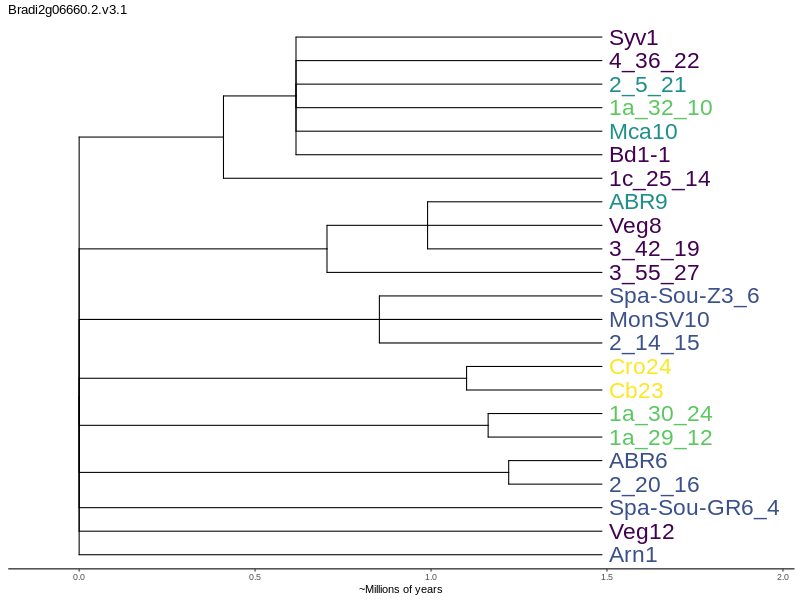 Bradi2g06660.2.v3.1
Syv1
4_36_22
2_5_21
1a_32_10
Mca10
Bd1-1
1c_25_14
ABR9
Veg8
3_42_19
3_55_27
Spa-Sou-Z3_6
MonSV10
2_14_15
Cro24
Cb23
1a_30_24
1a_29_12
ABR6
2_20_16
Spa-Sou-GR6_4
Veg12
Arn1
0.0 0.5 1.0 1.5 2.0
~Millions of years